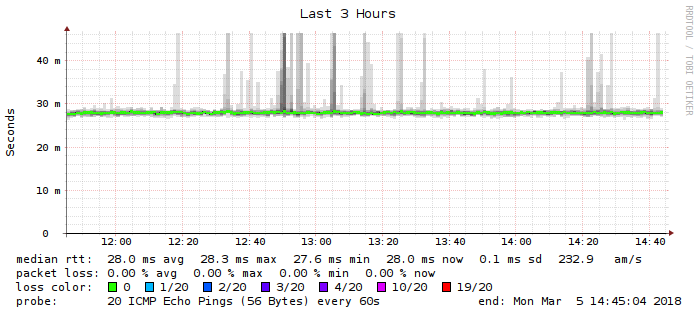 Last 3 Hours
RRDTOOL / TOBI OETIKER
Seconds
40 m
30 m
20 m
10 m
0
12:00 12:20 12:40 13:00 13:20 13:40 14:00 14:20 14:40
median rtt: 28.0 ms avg 28.3 ms max 27.6 ms min 28.0 ms now 0.1 ms sd 232.9 am/s
packet loss: 0.00 % avg 0.00 % max 0.00 % min 0.00 % now
loss color: 0 1/20 2/20 3/20 4/20 10/20 19/20
probe: 20 ICMP Echo Pings (56 Bytes) every 60s end: Mon Mar 5 14:45:04 2018